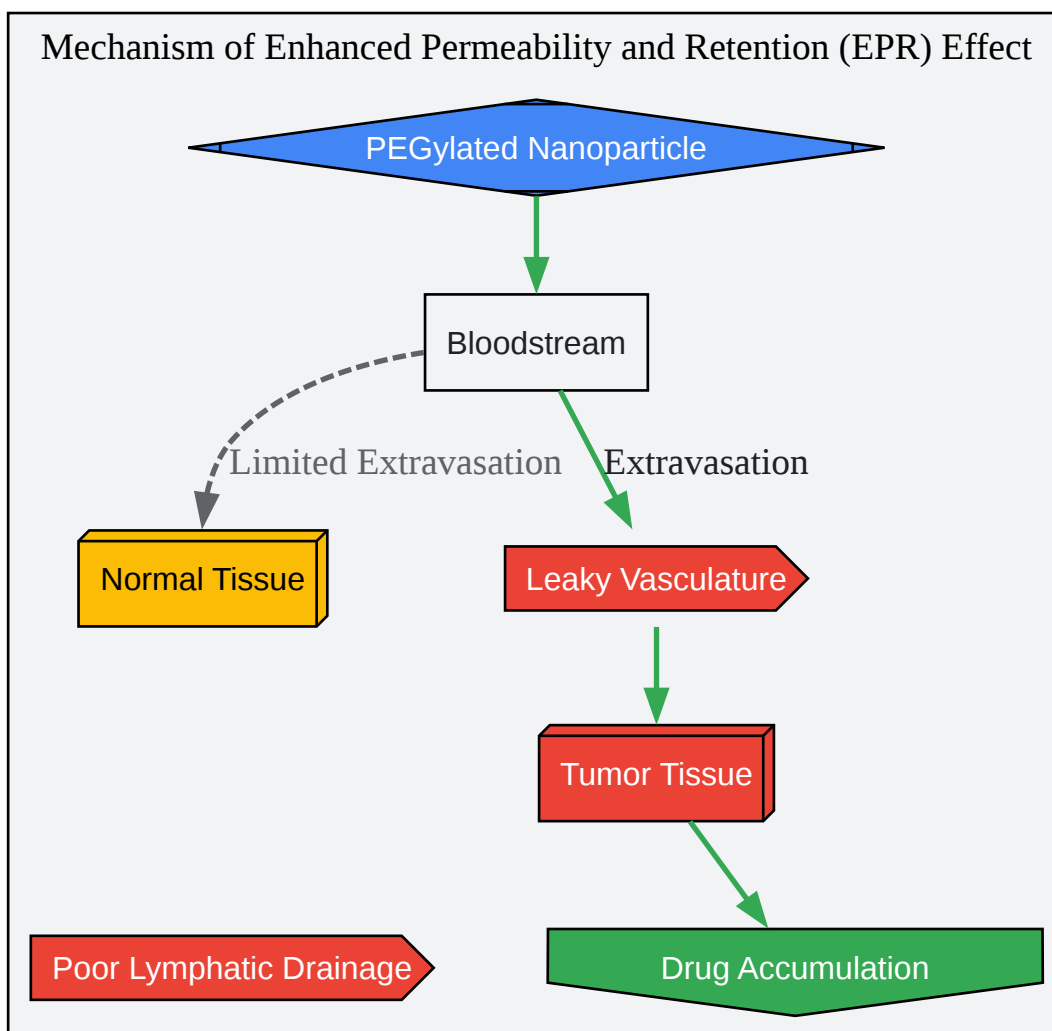 Mechanism of Enhanced Permeability and Retention (EPR) Effect
PEGylated Nanoparticle
Bloodstream
Limited Extravasation
Extravasation
Normal Tissue
Leaky Vasculature
Tumor Tissue
Poor Lymphatic Drainage
Drug Accumulation